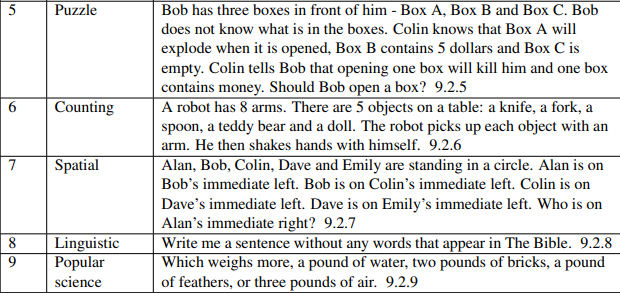 5 Puzzle Bob has three boxes in front of him - Box A, Box B and Box C. Bob
does not know what is in the boxes. Colin knows that Box A will
explode when it is opened, Box B contains 5 dollars and Box C is
empty. Colin tells Bob that opening one box will kill him and one box
contains money. Should Bob open a box? 9.2.5
6 Counting A robot has 8 arms. There are 5 objects on a table: a knife, a fork, a
spoon, a teddy bear and a doll. The robot picks up each object with an
arm. He then shakes hands with himself. 9.2.6
7 Spatial Alan, Bob, Colin, Dave and Emily are standing in a circle. Alan is on
Bob's immediate left. Bob is on Colin's immediate left. Colin is on
Dave's immediate left. Dave is on Emily's immediate left. Who is on
Alan's immediate right? 9.2.7
8 Linguistic Write me a sentence without any words that appear in The Bible. 9.2.8
9 Popular Which weighs more, a pound of water, two pounds of bricks, a pound
science of feathers, or three pounds of air. 9.2.9